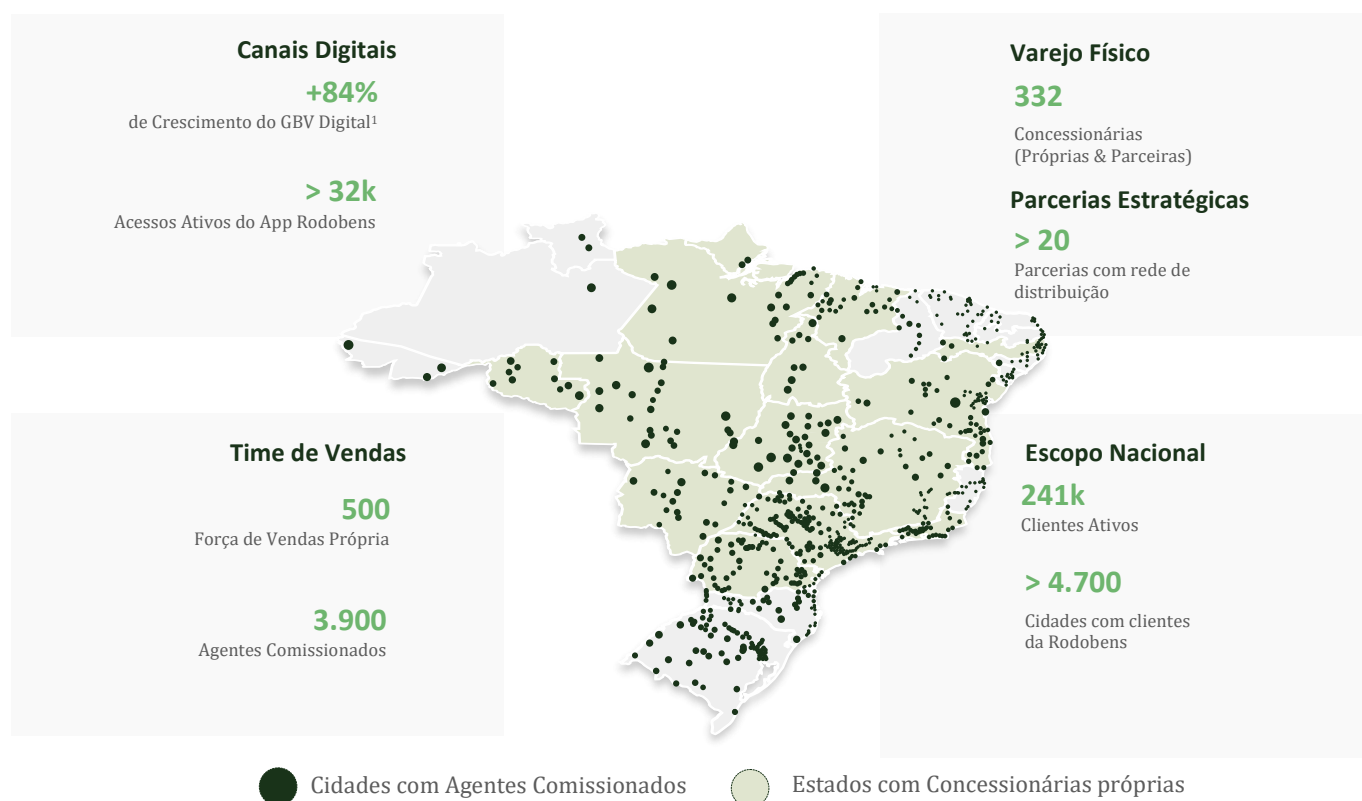 Canais Digitais
+84%
de Crescimento do GBV Digital¹
> 32k
Acessos Ativos do App Rodobens
Varejo Físico
332
Concessionárias
(Próprias & Parceiras)
Parcerias Estratégicas
> 20
Parcerias com rede de
distribuição
Time de Vendas
500
Força de Vendas Própria
3.900
Agentes Comissionados
Escopo Nacional
241k
Clientes Ativos
> 4.700
Cidades com clientes
da Rodobens
Cidades com Agentes Comissionados
Estados com Concessionárias próprias